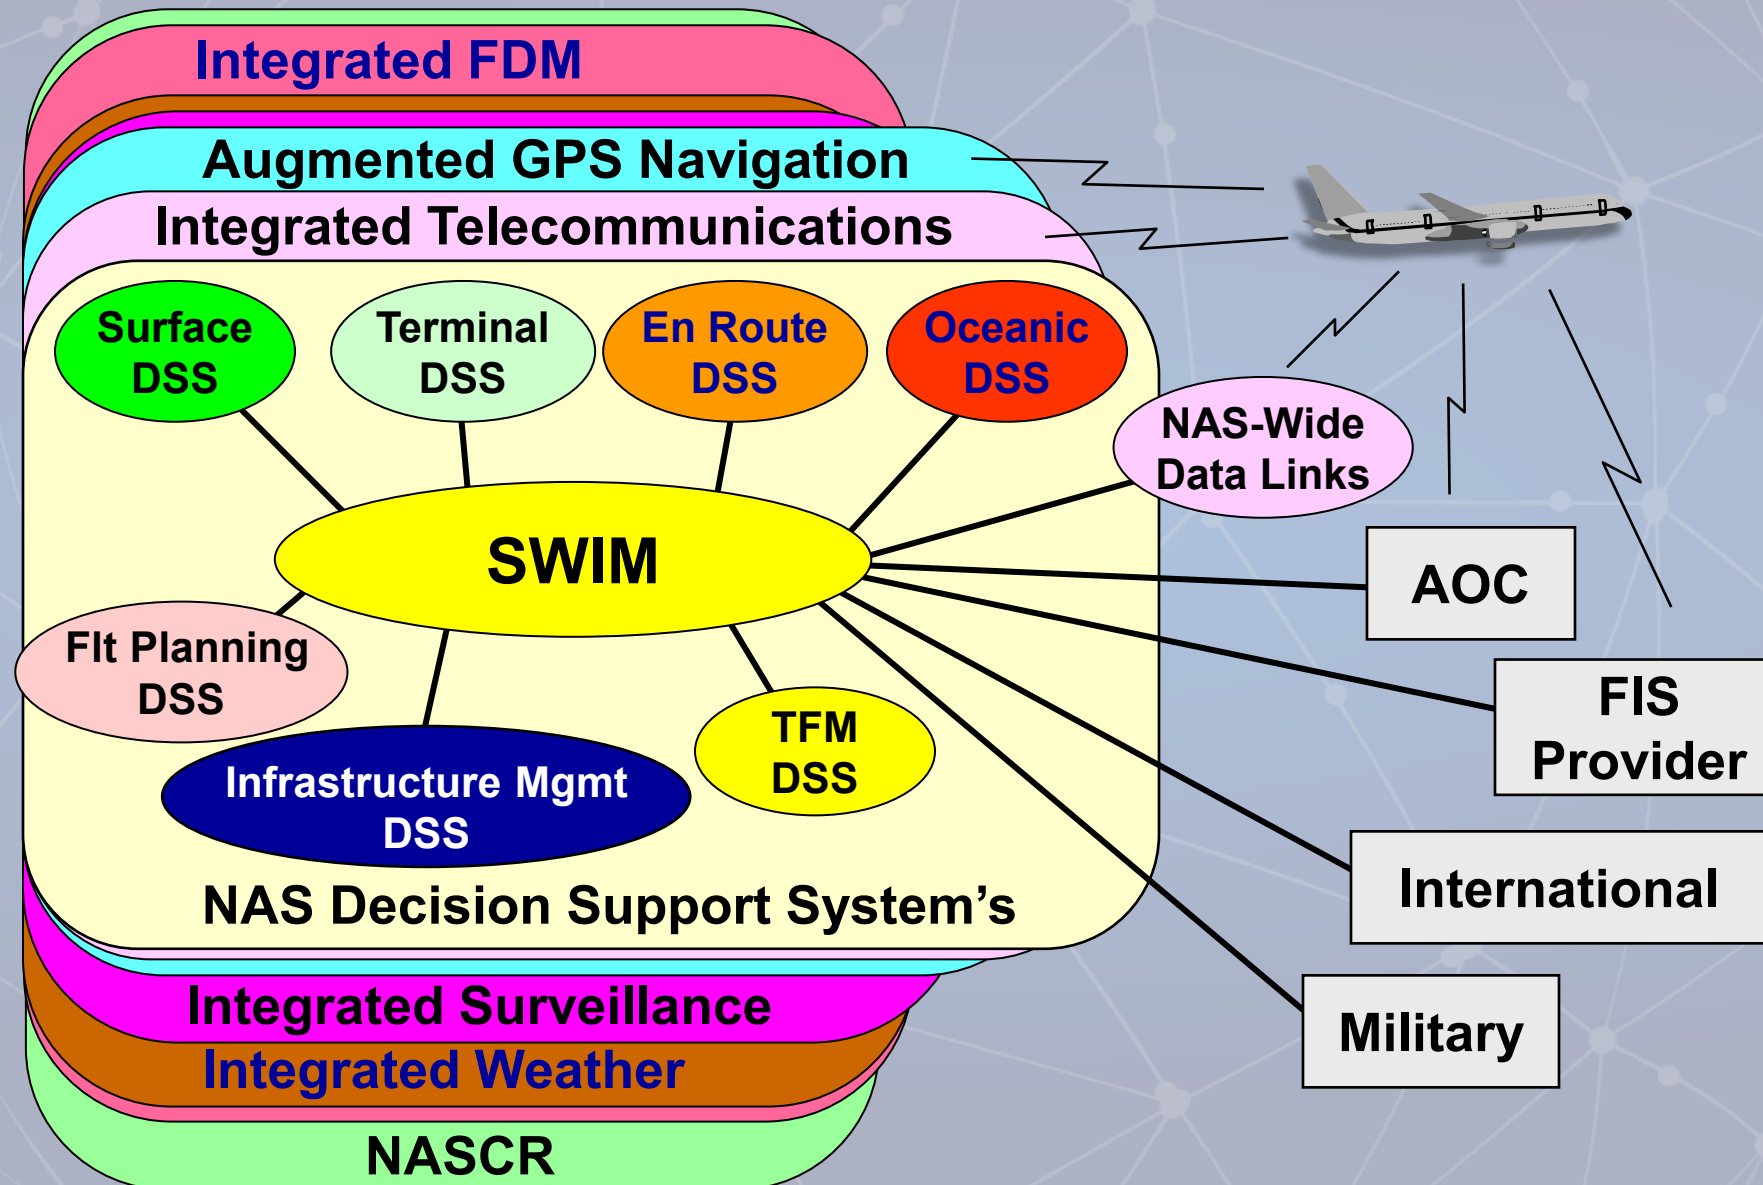 Integrated FDM
Augmented GPS Navigation
Integrated Telecommunications
Surface
DSS
Terminal
DSS
En Route
DSS
Oceanic
DSS
NAS-Wide
Data Links
SWIM
AOC
Flt Planning
DSS
FIS
Provider
TFM
DSS
Infrastructure Mgmt
DSS
International
NAS Decision Support System’s
Integrated Surveillance
Military
Integrated Weather
NASCR